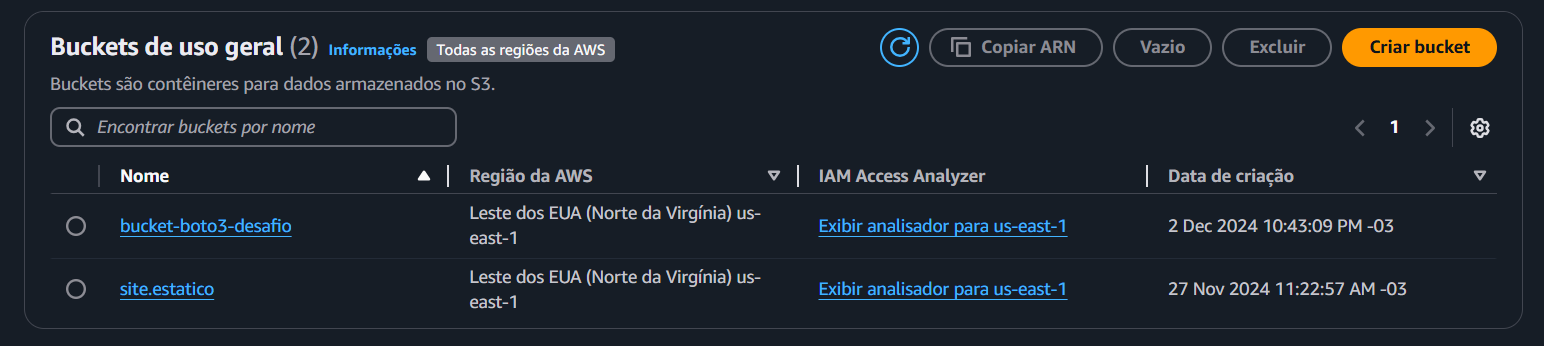 Buckets de uso geral (2) Informações Todas as regiões da AWS Copiar ARN Vazio Excluir Criar bucket
Buckets são contêineres para dados armazenados no S3.
Encontrar buckets por nome 1
Nome Região da AWS IAM Access Analyzer Data de criação
bucket-boto3-desafio Leste dos EUA (Norte da Virgínia) us- Exibir analisador para us-east-1 2 Dec 2024 10:43:09 PM -03
east-1
site.estatico Leste dos EUA (Norte da Virgínia) us- Exibir analisador para us-east-1 27 Nov 2024 11:22:57 AM -03
east-1